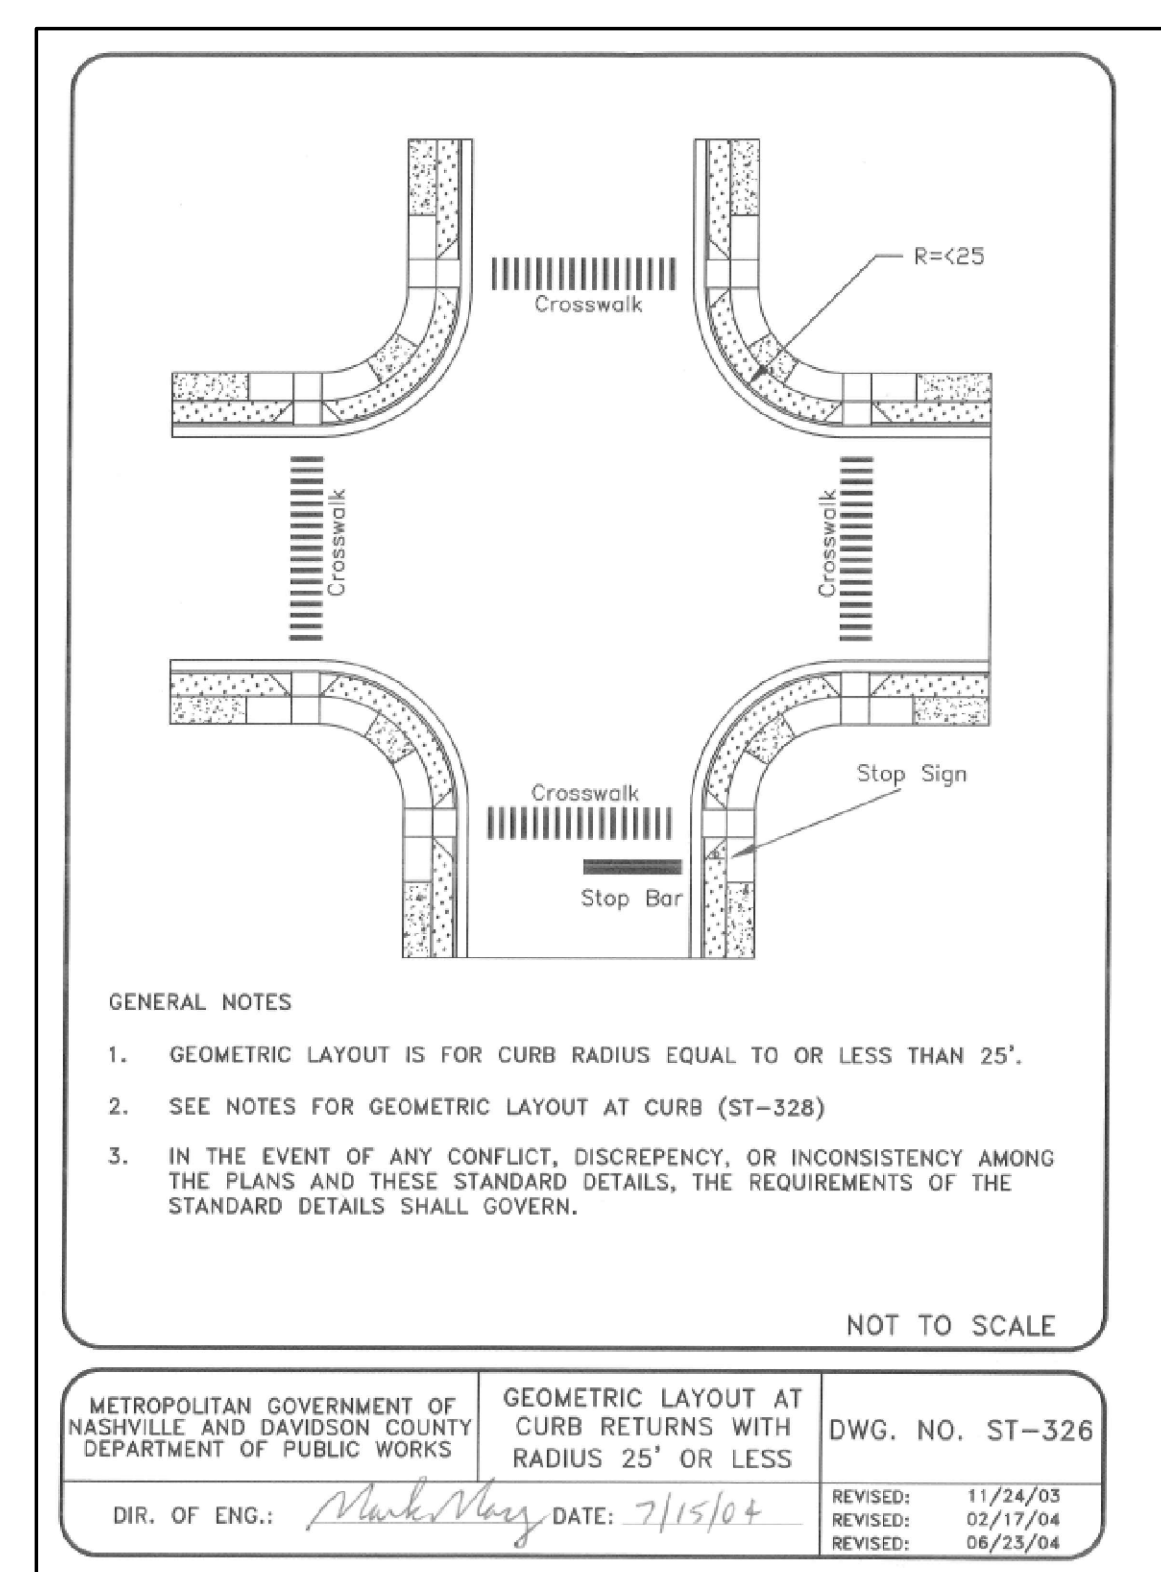 R=<25
Crosswalk
Crosswalk
Crosswalk
Stop Sign
Crosswalk
Stop Bar
GENERAL NOTES
1. GEOMETRIC LAYOUT IS FOR CURB RADIUS EQUAL TO OR LESS THAN 25'.
2. SEE NOTES FOR GEOMETRIC LAYOUT AT CURB (ST-328)
3. IN THE EVENT OF ANY CONFLICT, DISCREPENCY, OR INCONSISTENCY AMONG
THE PLANS AND THESE STANDARD DETAILS, THE REQUIREMENTS OF THE
STANDARD DETAILS SHALL GOVERN.
NOT TO SCALE
METROPOLITAN GOVERNMENT OF
NASHVILLE AND DAVIDSON COUNTY
DEPARTMENT OF PUBLIC WORKS
GEOMETRIC LAYOUT AT
CURB RETURNS WITH
RADIUS 25' OR LESS
DWG. NO. ST-326
DIR. OF ENG.: Mark DATE: 7/15/04
REVISED: 11/24/03
REVISED: 02/17/04
REVISED: 06/23/04